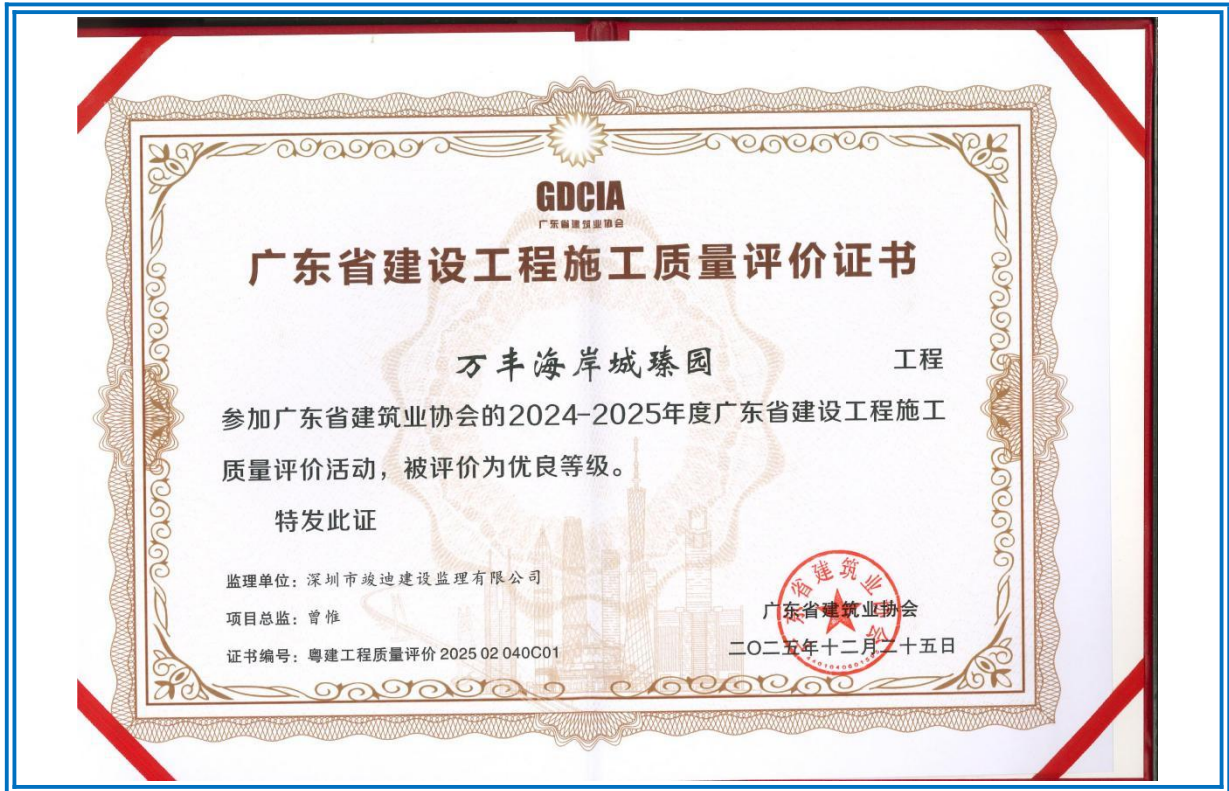 GDCIA
广东省建筑业协会
广东省建设工程施工质量评价证书
万丰海岸城臻园 工程
参加广东省建筑业协会的2024-2025年度广东省建设工程施工
质量评价活动，被评价为优良等级。
特发此证
监理单位：深圳市竣迪建设监理有限公司
项目总监：曾惟
证书编号：粤建工程质量评价 2025 02 040C01
广东省建筑业协会
二〇二五年十二月二十五日